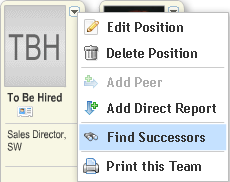 TBH
To Be Hired
Sales Director,
SW
Edit Position
Delete Position
Add Peer
Add Direct Report
Find Successors
Print this Team